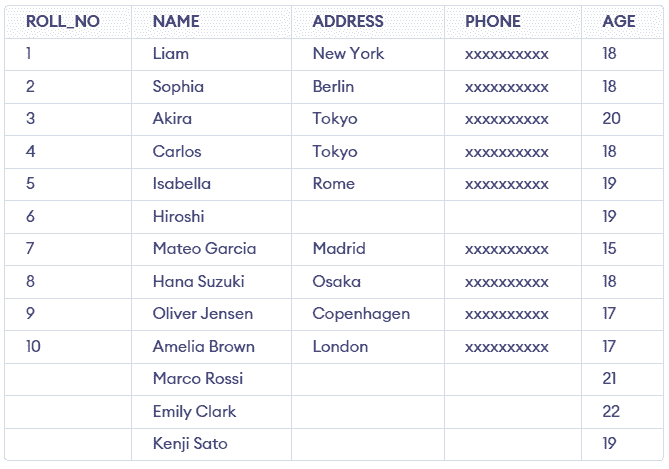 ROLL_NO NAME ADDRESS PHONE AGE
1 Liam New York xxxxxxxxxx 18
2 Sophia Berlin xxxxxxxxxx 18
3 Akira Tokyo xxxxxxxxxx 20
4 Carlos Tokyo xxxxxxxxxx 18
5 Isabella Rome xxxxxxxxxx 19
6 Hiroshi 19
7 Mateo Garcia Madrid xxxxxxxxxx 15
8 Hana Suzuki Osaka xxxxxxxxxx 18
9 Oliver Jensen Copenhagen xxxxxxxxxx 17
10 Amelia Brown London xxxxxxxxxx 17
Marco Rossi 21
Emily Clark 22
Kenji Sato 19